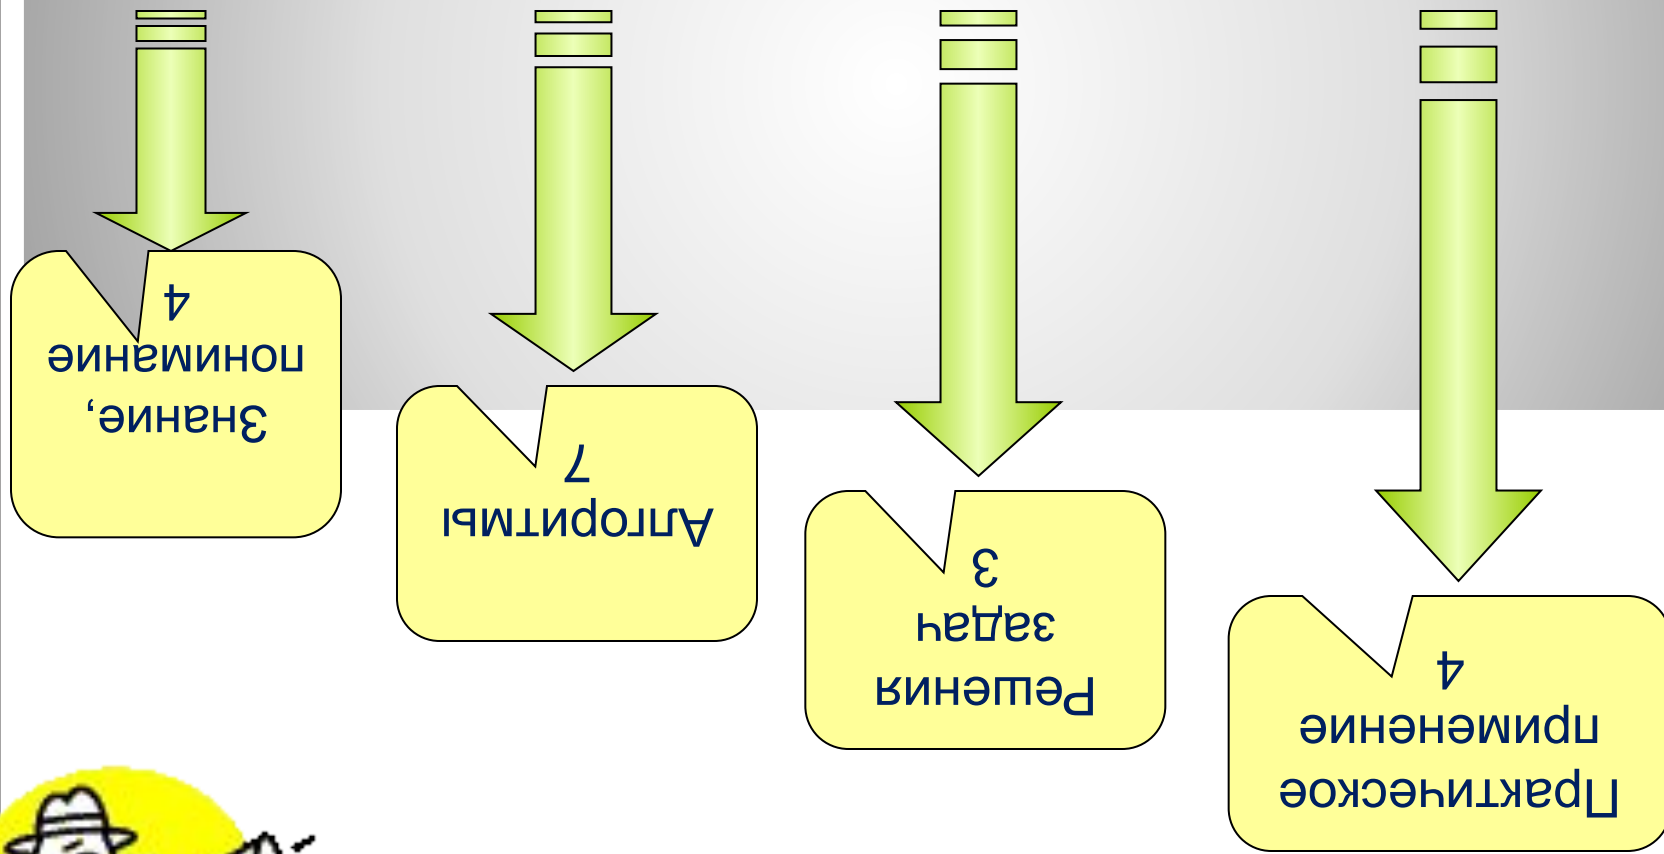 Знание,
понимание
4
Алгоритмы
7
Решения
задач
3
Практическое
применение
4